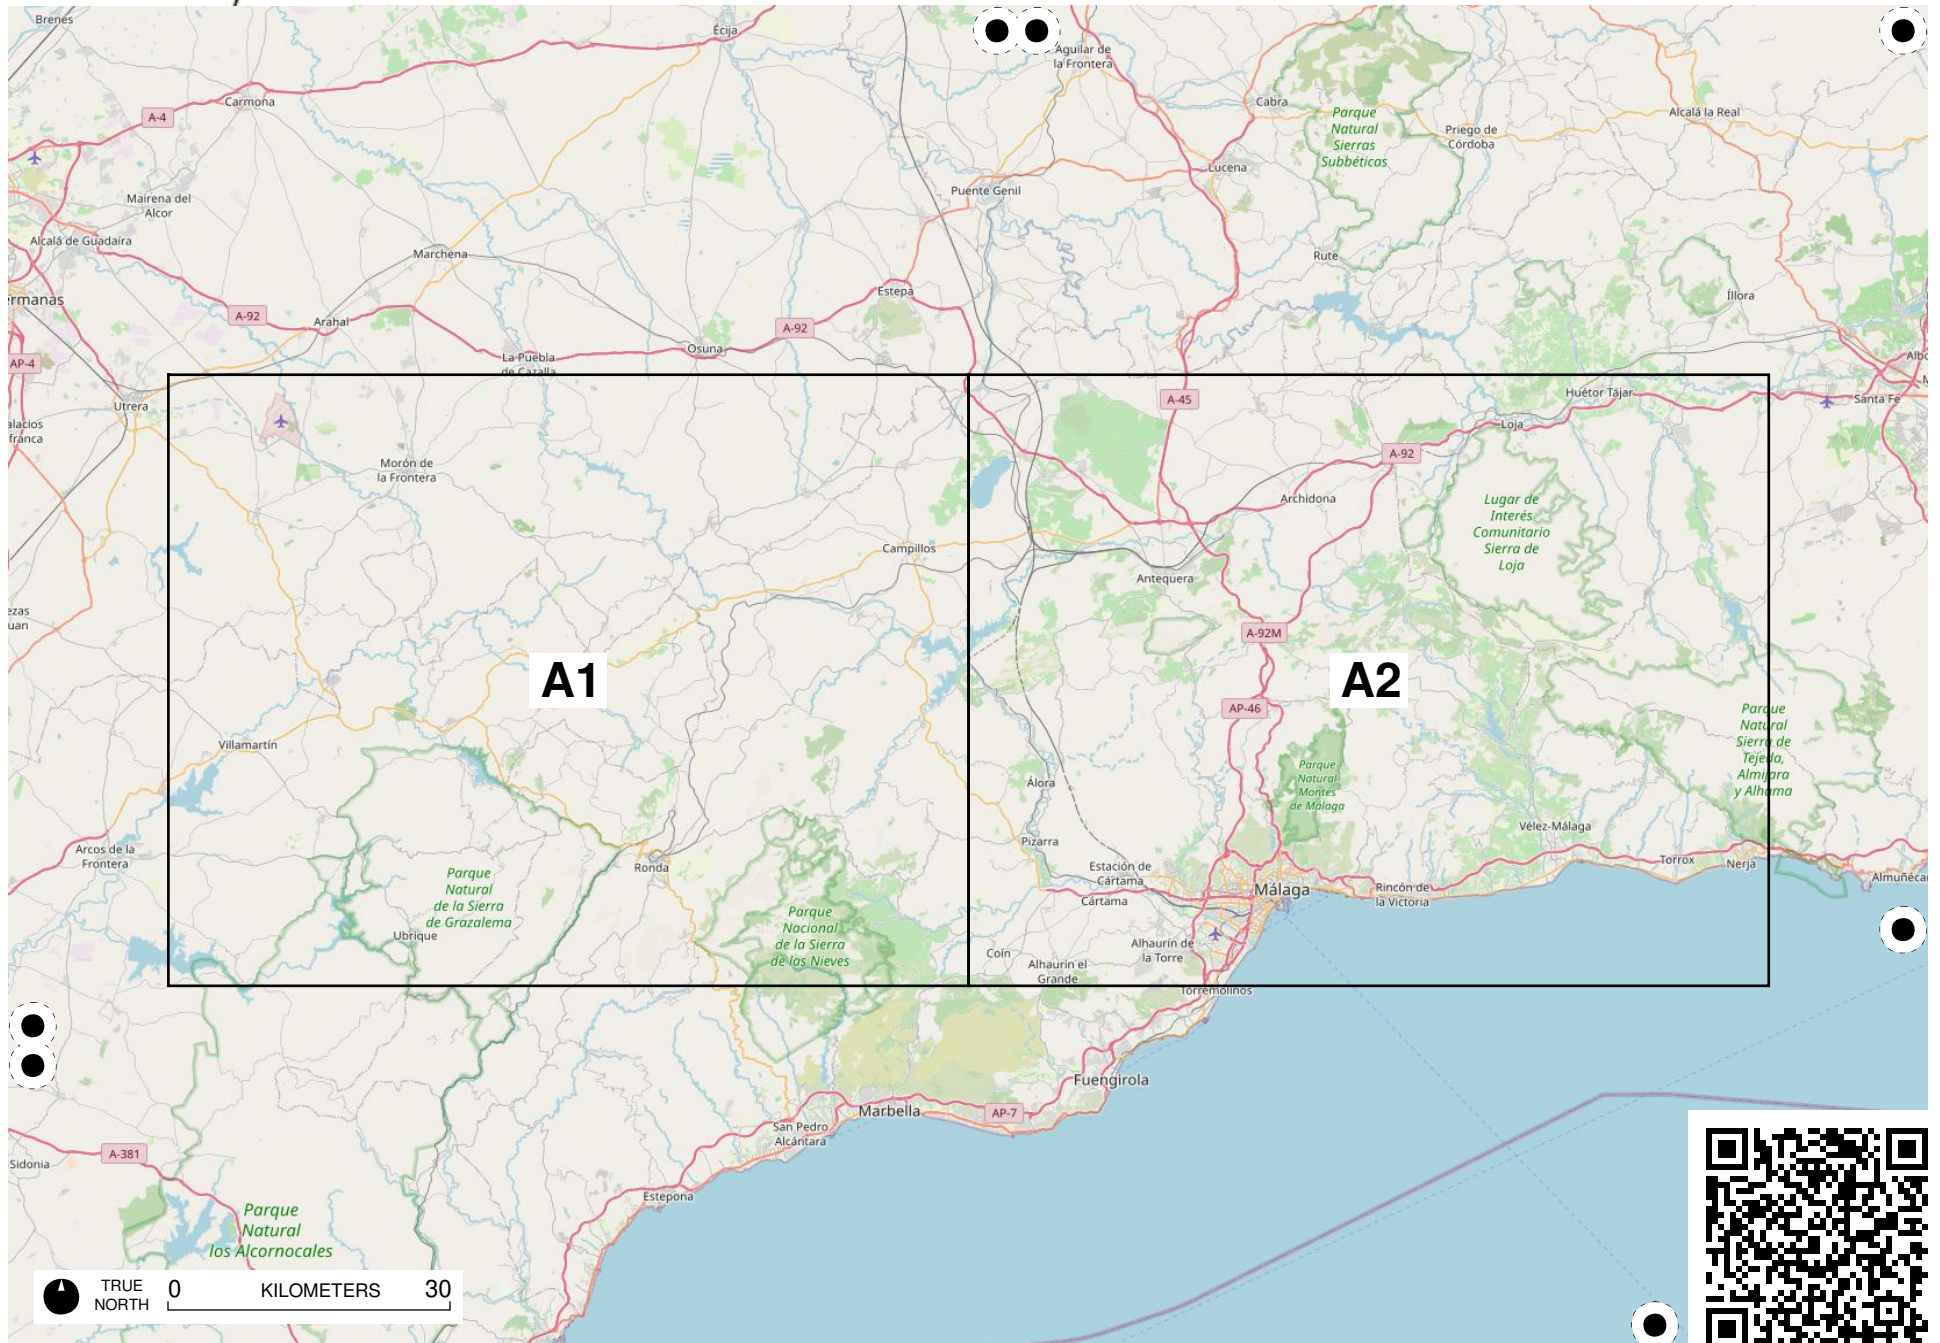 Brenes
Écija
Aguilar de
la Frontera
Carmona
A-4
Cabra
Parque
Natural
Sierras
Subbéticas
Priego de
Córdoba
Alcalá la Real
Lucena
Puente Genil
Mairena del
Alcor
Alcalá de Guadaíra
Marchena
Rute
ermanas
Estepa
Íllora
A-92
Arahal
A-92
Osuna
La Puebla
de Cazalla
AP-4
Albo
Utrera
A-45
Huétor Tájar
Santa Fe
alacios
franca
Loja
Morón de
la Frontera
A-92
Archidona
Lugar de
Interés
Comunitario
Sierra de
Loja
Campillos
Antequera
ezas
uan
A-92M
A1
A2
AP-46
Parque
Natural
Sierra de
Tejeda,
Almijara
y Alhama
Villamartín
Parque
Natural
Montes
de Málaga
Álora
Vélez-Málaga
Pizarra
Arcos de la
Frontera
Ronda
Estación de
Cártama
Torrox
Nerja
Almuñécar
Parque
Natural
de la Sierra
de Grazalema
Málaga
Rincón de
la Victoria
Cártama
Parque
Nacional
de la Sierra
de las Nieves
Ubrique
Coín
Alhaurín de
la Torre
Alhaurín el
Grande
Torremolinos
Fuengirola
Marbella
AP-7
San Pedro
Alcántara
A-381
Sidonia
Estepona
Parque
Natural
los Alcornocales
TRUE
NORTH
0 KILOMETERS 30